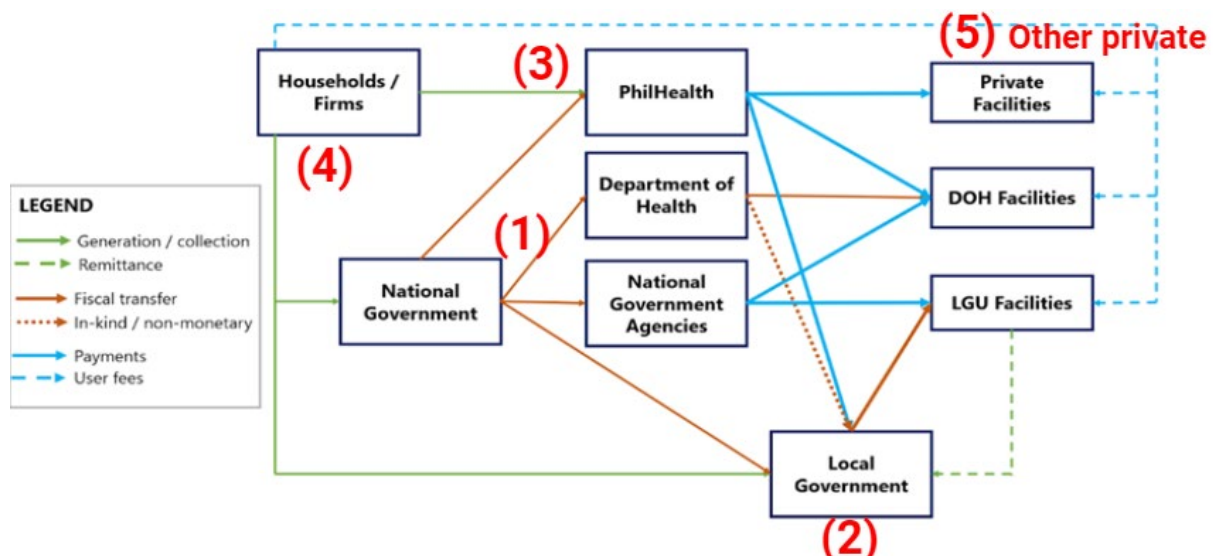 (5) Other private
Households /
Firms
(3)
PhilHealth
Private
Facilities
(4)
Department of
Health
DOH Facilities
LEGEND
Generation / collection
Remittance
Fiscal transfer
In-kind / non-monetary
Payments
User fees
(1)
National
Government
National
Government
Agencies
LGU Facilities
Local
Government
(2)